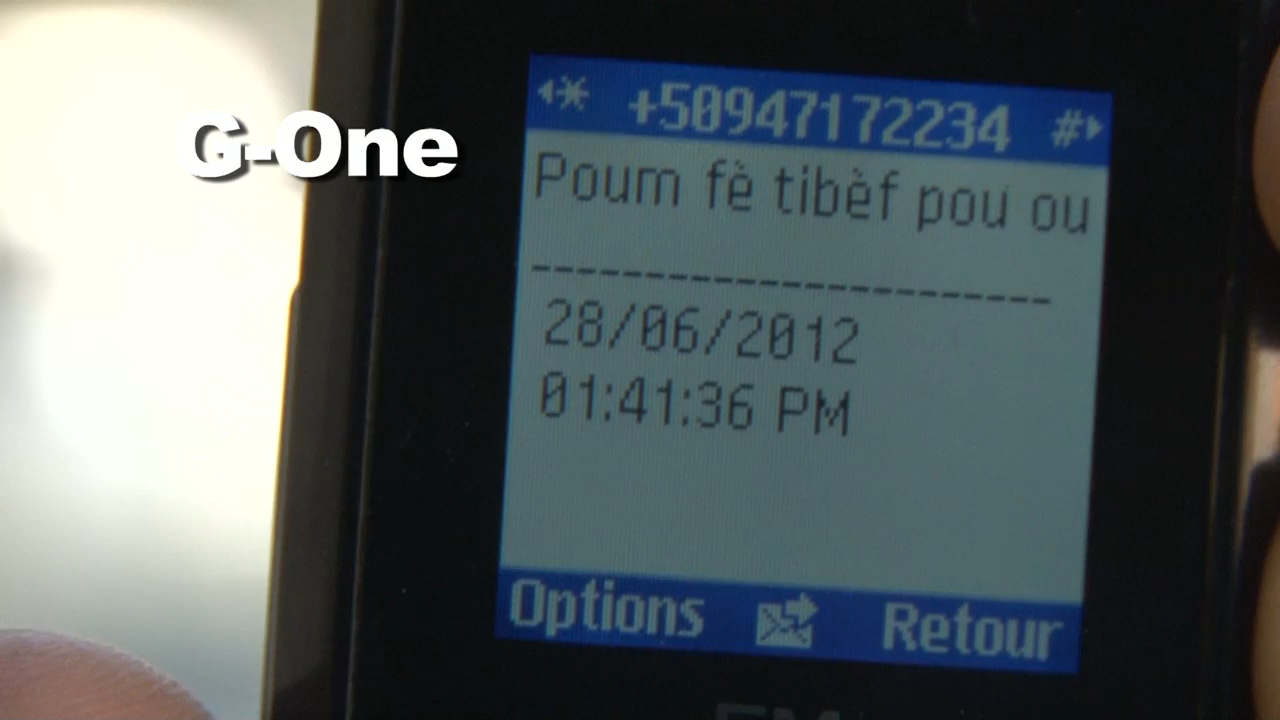 G-One
+50947172234 #
Poum fè tibèf pou ou
-----------------------
28/06/2012
01:41:36 PM
Options Retour